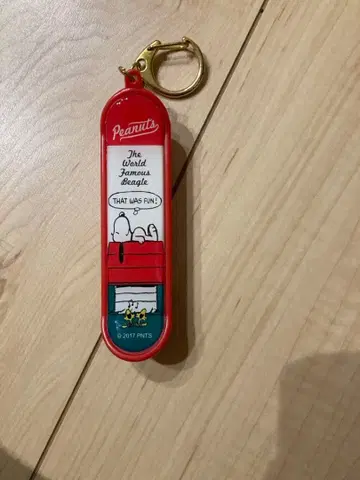 Peanuts
The
World
Famous
Beagle
THAT WAS FUN!
© 2017 PNTS